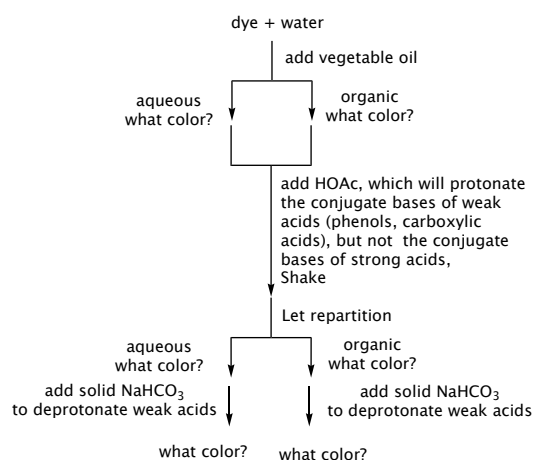 dye + water
add vegetable oil
aqueous
what color?
organic
what color?
add HOAc, which will protonate
the conjugate bases of weak
acids (phenols, carboxylic
acids), but not the conjugate
bases of strong acids,
Shake
Let repartition
aqueous
what color?
organic
what color?
add solid NaHCO3
to deprotonate weak acids
add solid NaHCO3
to deprotonate weak acids
what color?
what color?